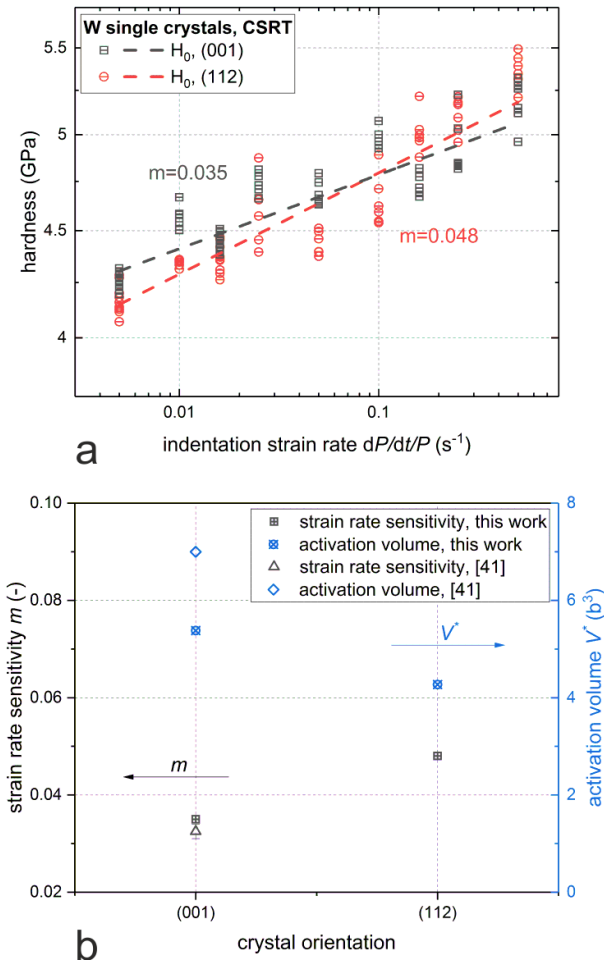 W single crystals, CSRT
H₀, (001)
H₀, (112)
5.5
5
4.5
4
hardness (GPa)
m=0.035
m=0.048
0.01
0.1
indentation strain rate dP/dt/P (s⁻¹)
a
0.10
0.08
0.06
0.04
0.02
strain rate sensitivity m (-)
8
6
4
2
0
activation volume V* (b³)
strain rate sensitivity, this work
activation volume, this work
strain rate sensitivity, [41]
activation volume, [41]
V*
m
(001)
(112)
crystal orientation
b